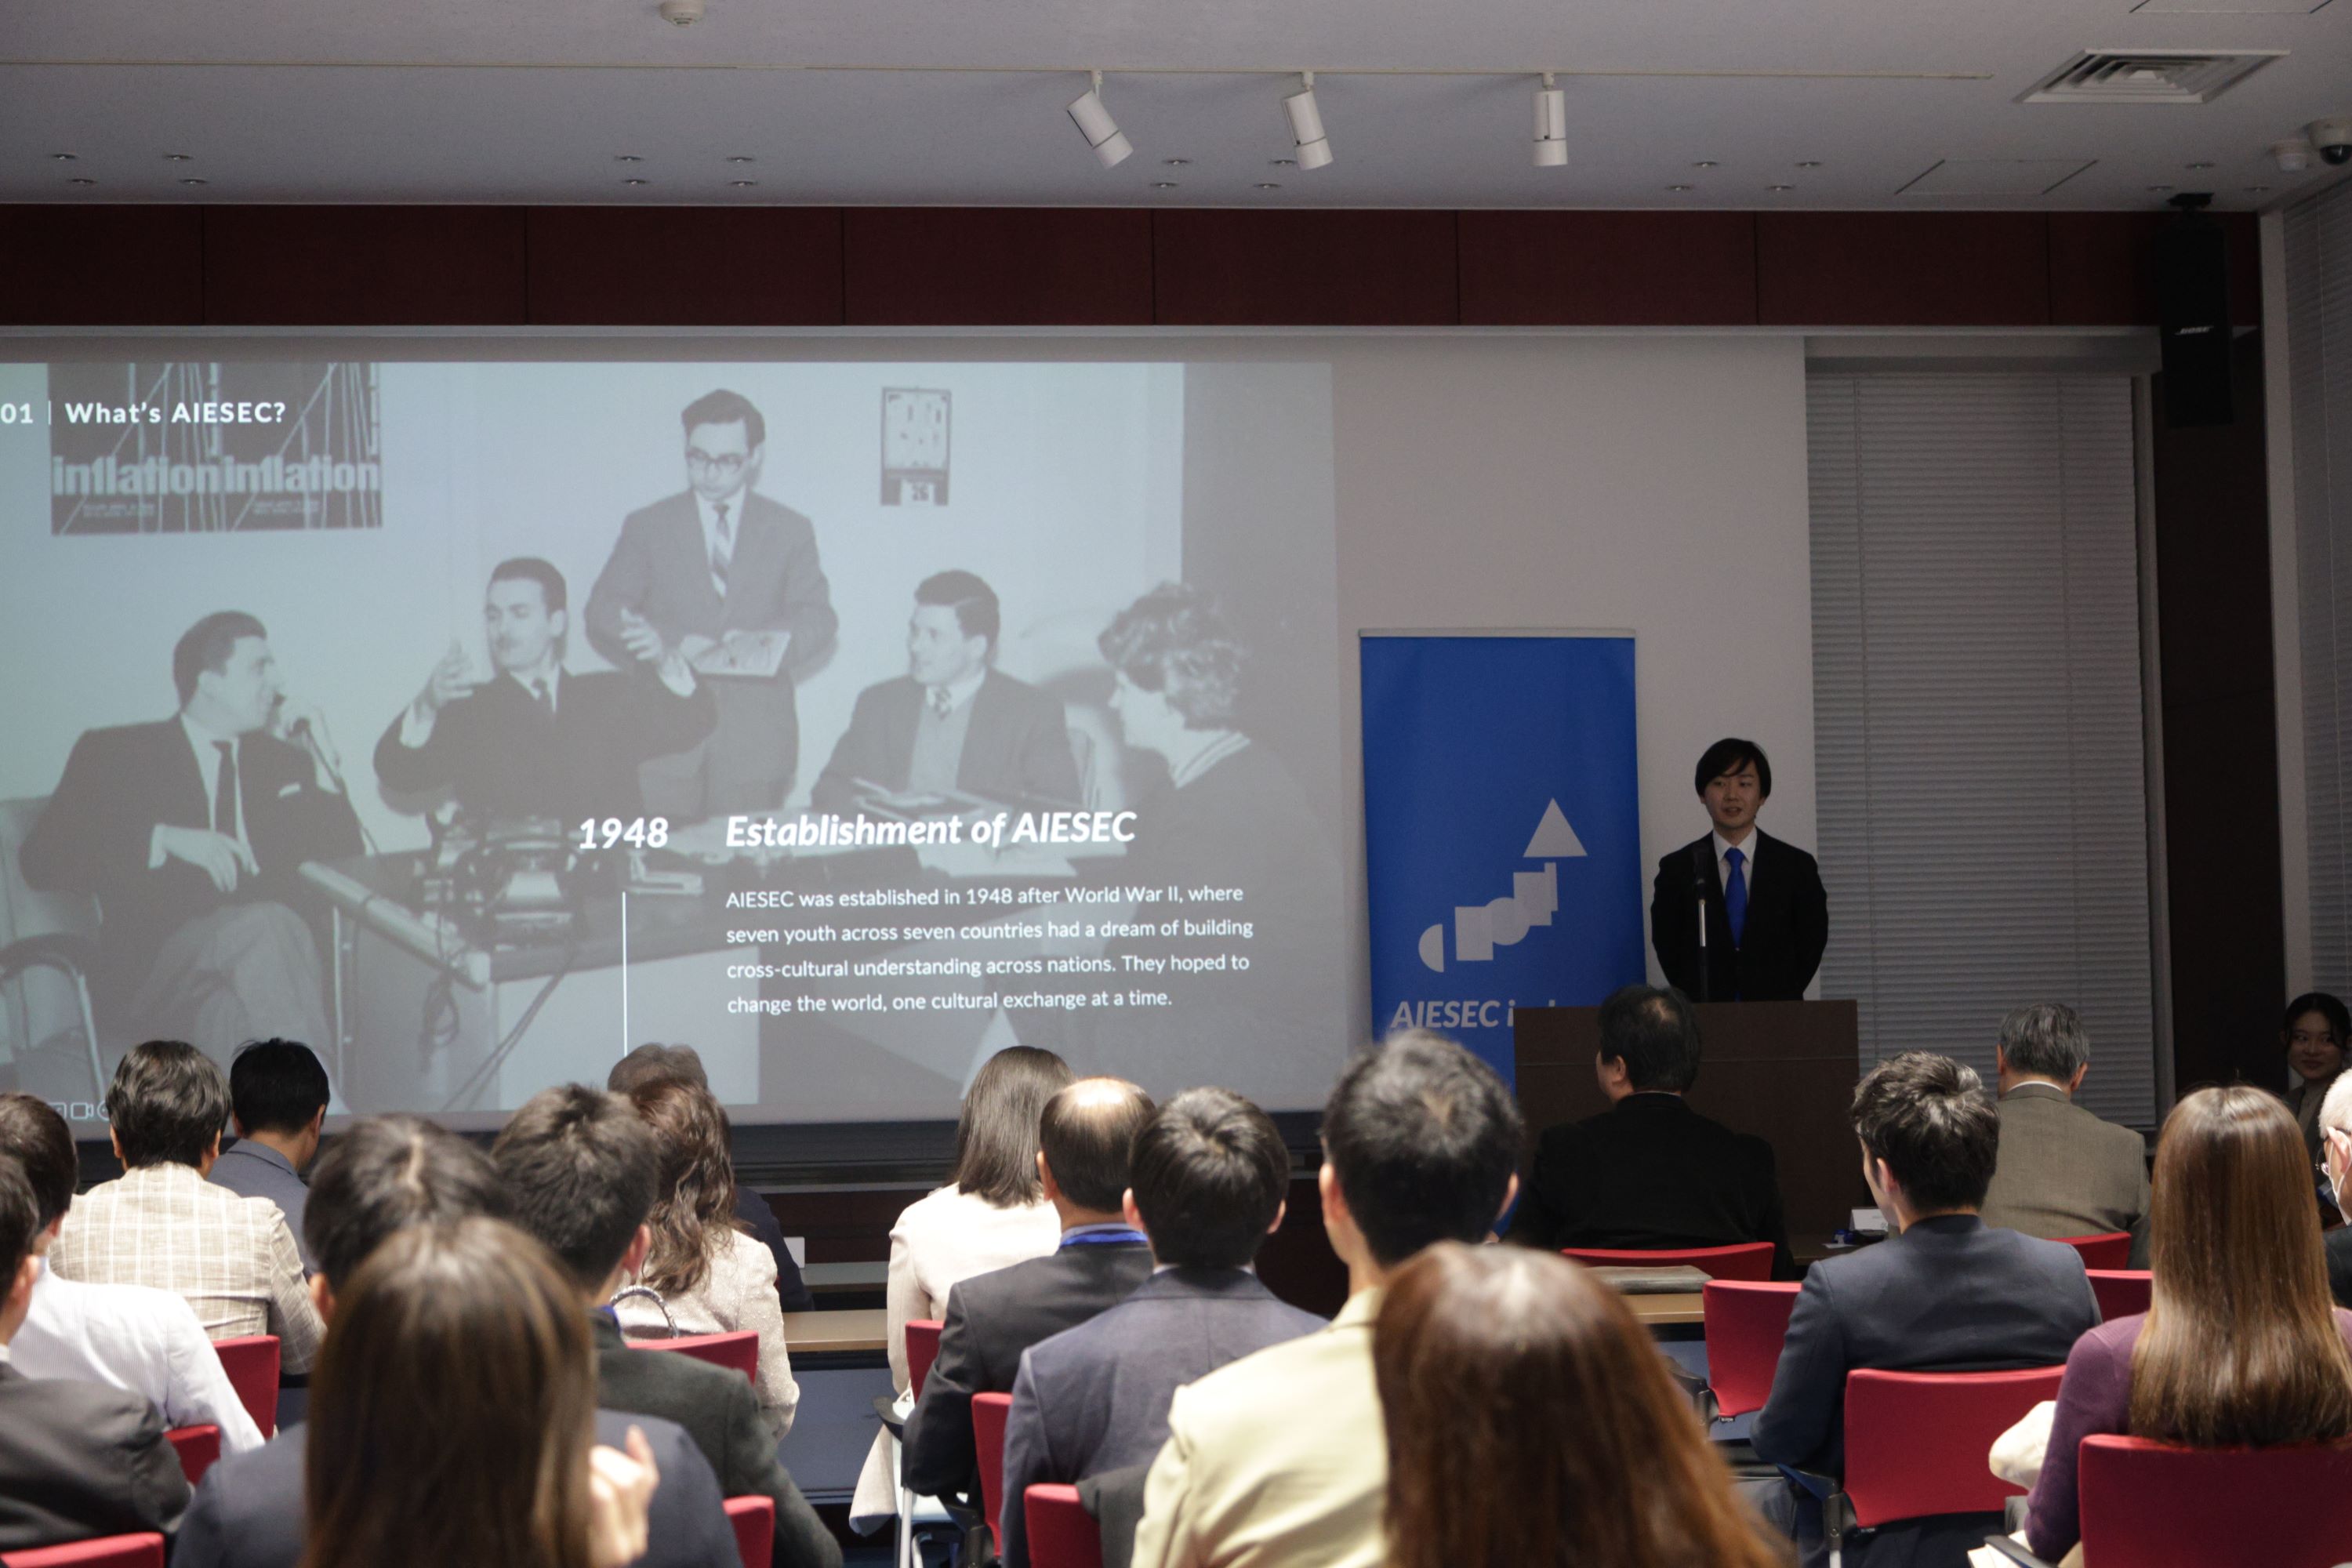 01 | What's AIESEC?
inflation inflation
1948
Establishment of AIESEC
AIESEC was established in 1948 after World War II, where
seven youth across seven countries had a dream of building
cross-cultural understanding across nations. They hoped to
change the world, one cultural exchange at a time.
AIESEC
BOSE